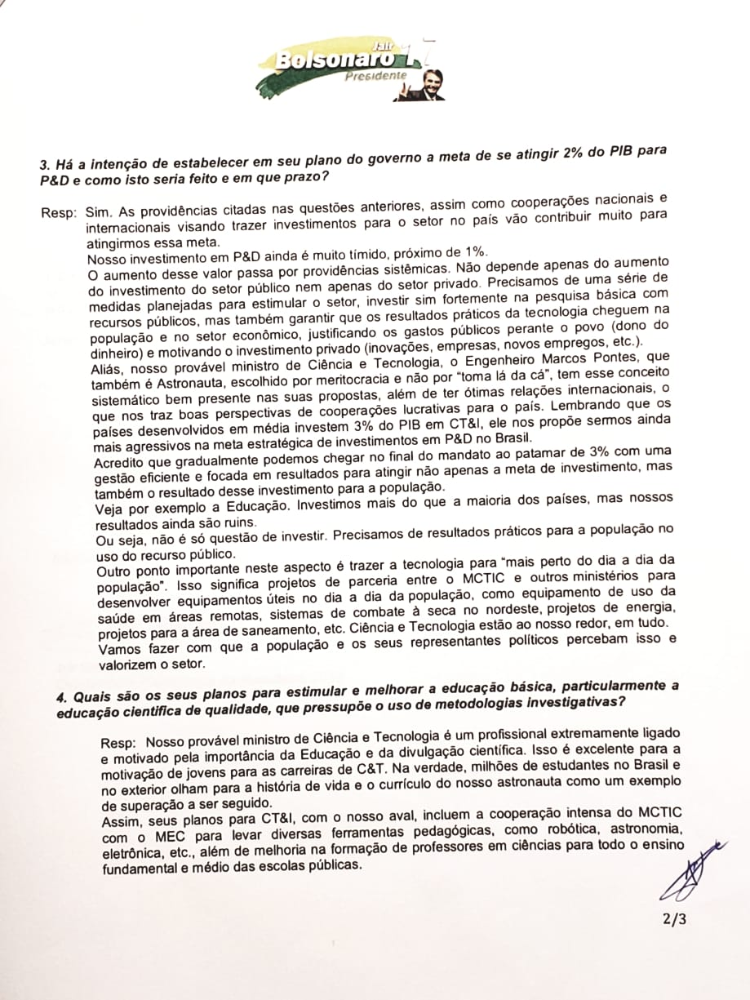 Jair
Bolsonaro 17
Presidente
3. Há a intenção de estabelecer em seu plano do governo a meta de se atingir 2% do PIB para
P&D e como isto seria feito e em que prazo?
Resp: Sim. As providências citadas nas questões anteriores, assim como cooperações nacionais e
internacionais visando trazer investimentos para o setor no país vão contribuir muito para
atingirmos essa meta.
Nosso investimento em P&D ainda é muito tímido, próximo de 1%.
O aumento desse valor passa por providências sistêmicas. Não depende apenas do aumento
do investimento do setor público nem apenas do setor privado. Precisamos de uma série de
medidas planejadas para estimular o setor, investir sim fortemente na pesquisa básica com
recursos públicos, mas também garantir que os resultados práticos da tecnologia cheguem na
população e no setor econômico, justificando os gastos públicos perante o povo (dono do
dinheiro) e motivando o investimento privado (inovações, empresas, novos empregos, etc.).
Aliás, nosso provável ministro de Ciência e Tecnologia, o Engenheiro Marcos Pontes, que
também é Astronauta, escolhido por meritocracia e não por “toma lá da cá”, tem esse conceito
sistemático bem presente nas suas propostas, além de ter ótimas relações internacionais, o
que nos traz boas perspectivas de cooperações lucrativas para o país. Lembrando que os
países desenvolvidos em média investem 3% do PIB em CT&I, ele nos propõe sermos ainda
mais agressivos na meta estratégica de investimentos em P&D no Brasil.
Acredito que gradualmente podemos chegar no final do mandato ao patamar de 3% com uma
gestão eficiente e focada em resultados para atingir não apenas a meta de investimento, mas
também o resultado desse investimento para a população.
Veja por exemplo a Educação. Investimos mais do que a maioria dos países, mas nossos
resultados ainda são ruins.
Ou seja, não é só questão de investir. Precisamos de resultados práticos para a população no
uso do recurso público.
Outro ponto importante neste aspecto é trazer a tecnologia para “mais perto do dia a dia da
população”. Isso significa projetos de parceria entre o MCTIC e outros ministérios para
desenvolver equipamentos úteis no dia a dia da população, como equipamento de uso da
saúde em áreas remotas, sistemas de combate à seca no nordeste, projetos de energia,
projetos para a área de saneamento, etc. Ciência e Tecnologia estão ao nosso redor, em tudo.
Vamos fazer com que a população e os seus representantes políticos percebam isso e
valorizem o setor.
4. Quais são os seus planos para estimular e melhorar a educação básica, particularmente a
educação cientifica de qualidade, que pressupõe o uso de metodologias investigativas?
Resp: Nosso provável ministro de Ciência e Tecnologia é um profissional extremamente ligado
e motivado pela importância da Educação e da divulgação científica. Isso é excelente para a
motivação de jovens para as carreiras de C&T. Na verdade, milhões de estudantes no Brasil e
no exterior olham para a história de vida e o currículo do nosso astronauta como um exemplo
de superação a ser seguido.
Assim, seus planos para CT&I, com o nosso aval, incluem a cooperação intensa do MCTIC
com o MEC para levar diversas ferramentas pedagógicas, como robótica, astronomia,
eletrônica, etc., além de melhoria na formação de professores em ciências para todo o ensino
fundamental e médio das escolas públicas.
2/3